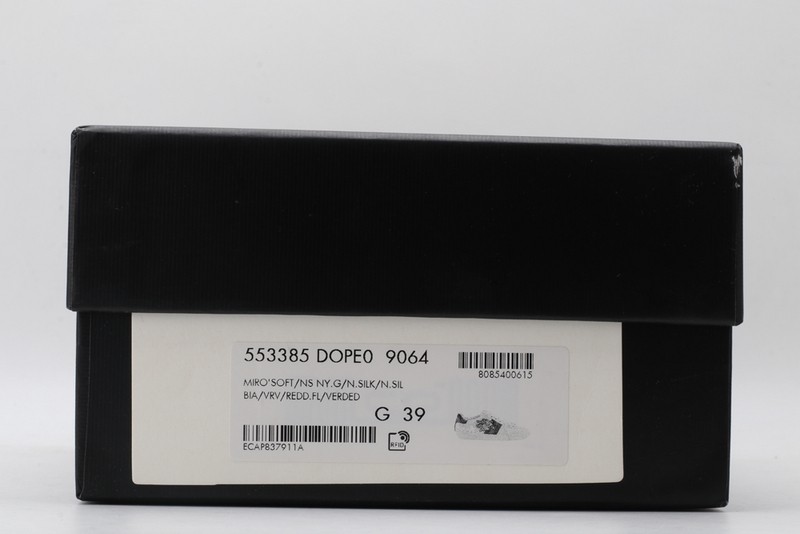 553385 DOPE0 9064
8085400615
MIRO'SOFT/NS NY.G/N.SILK/N.SIL
BIA/VRV/REDD.FL/VERDED
G 39
ECAP837911A
RFID